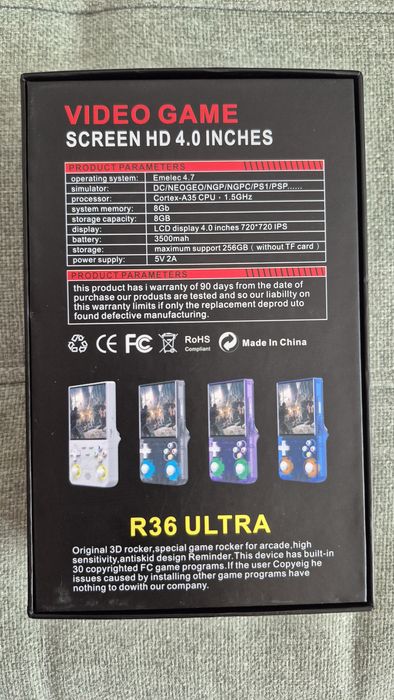 VIDEO GAME
SCREEN HD 4.0 INCHES
PRODUCT PARAMETERS
operating system: Emelec 4.7
simulator: DC/NEOGEO/NGP/NGPC/PS1/PSP......
processor: Cortex-A35 CPU · 1.5GHz
system memory: 8Gb
storage capacity: 8GB
display: LCD display 4.0 inches 720*720 IPS
battery: 3500mah
storage: maximum support 256GB ( without TF card )
power supply: 5V 2A
PRODUCT PARAMETERS
this product has i warranty of 90 days from the date of
purchase our produsts are tested and so our liability on
this warranty limits if only the replacement deprod uto
found defective manufacturing.
CE FC RoHS Compliant Made In China
R36 ULTRA
Original 3D rocker,special game rocker for arcade,high
sensitivity,antiskid design Reminder.This device has built-in
30 copyrighted FC game programs.If the user Copyeig he
issues caused by installing other game programs have
nothing to dowith our company.